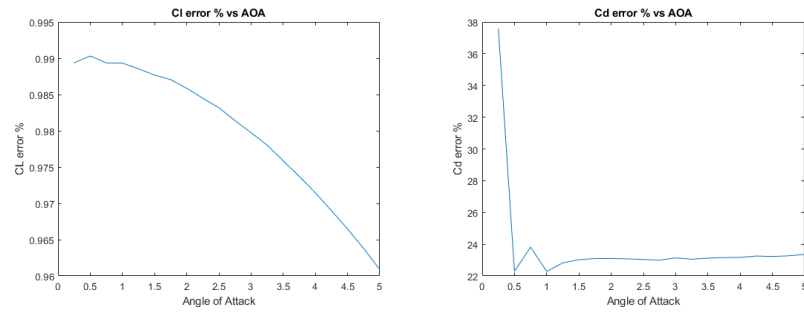 Cl error % vs AOA
0.995
0.99
0.985
0.98
0.975
0.97
0.965
0.96
CL error %
0 0.5 1 1.5 2 2.5 3 3.5 4 4.5 5
Angle of Attack
Cd error % vs AOA
38
36
34
32
30
28
26
24
22
Cd error %
0 0.5 1 1.5 2 2.5 3 3.5 4 4.5 5
Angle of Attack